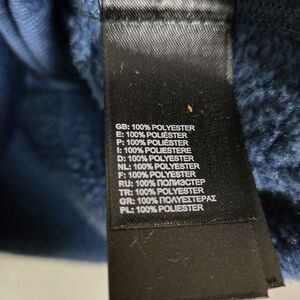 GB: 100% POLYESTER
E: 100% POLIÉSTER
P: 100% POLIÉSTER
I: 100% POLIESTERE
D: 100% POLYESTER
NL: 100% POLYESTER
F: 100% POLYESTER
RU: 100% ПОЛИЭСТЕР
TR: 100% POLYESTER
GR: 100% ΠΟΛΥΕΣΤΕΡΑΣ
PL: 100% POLIESTER